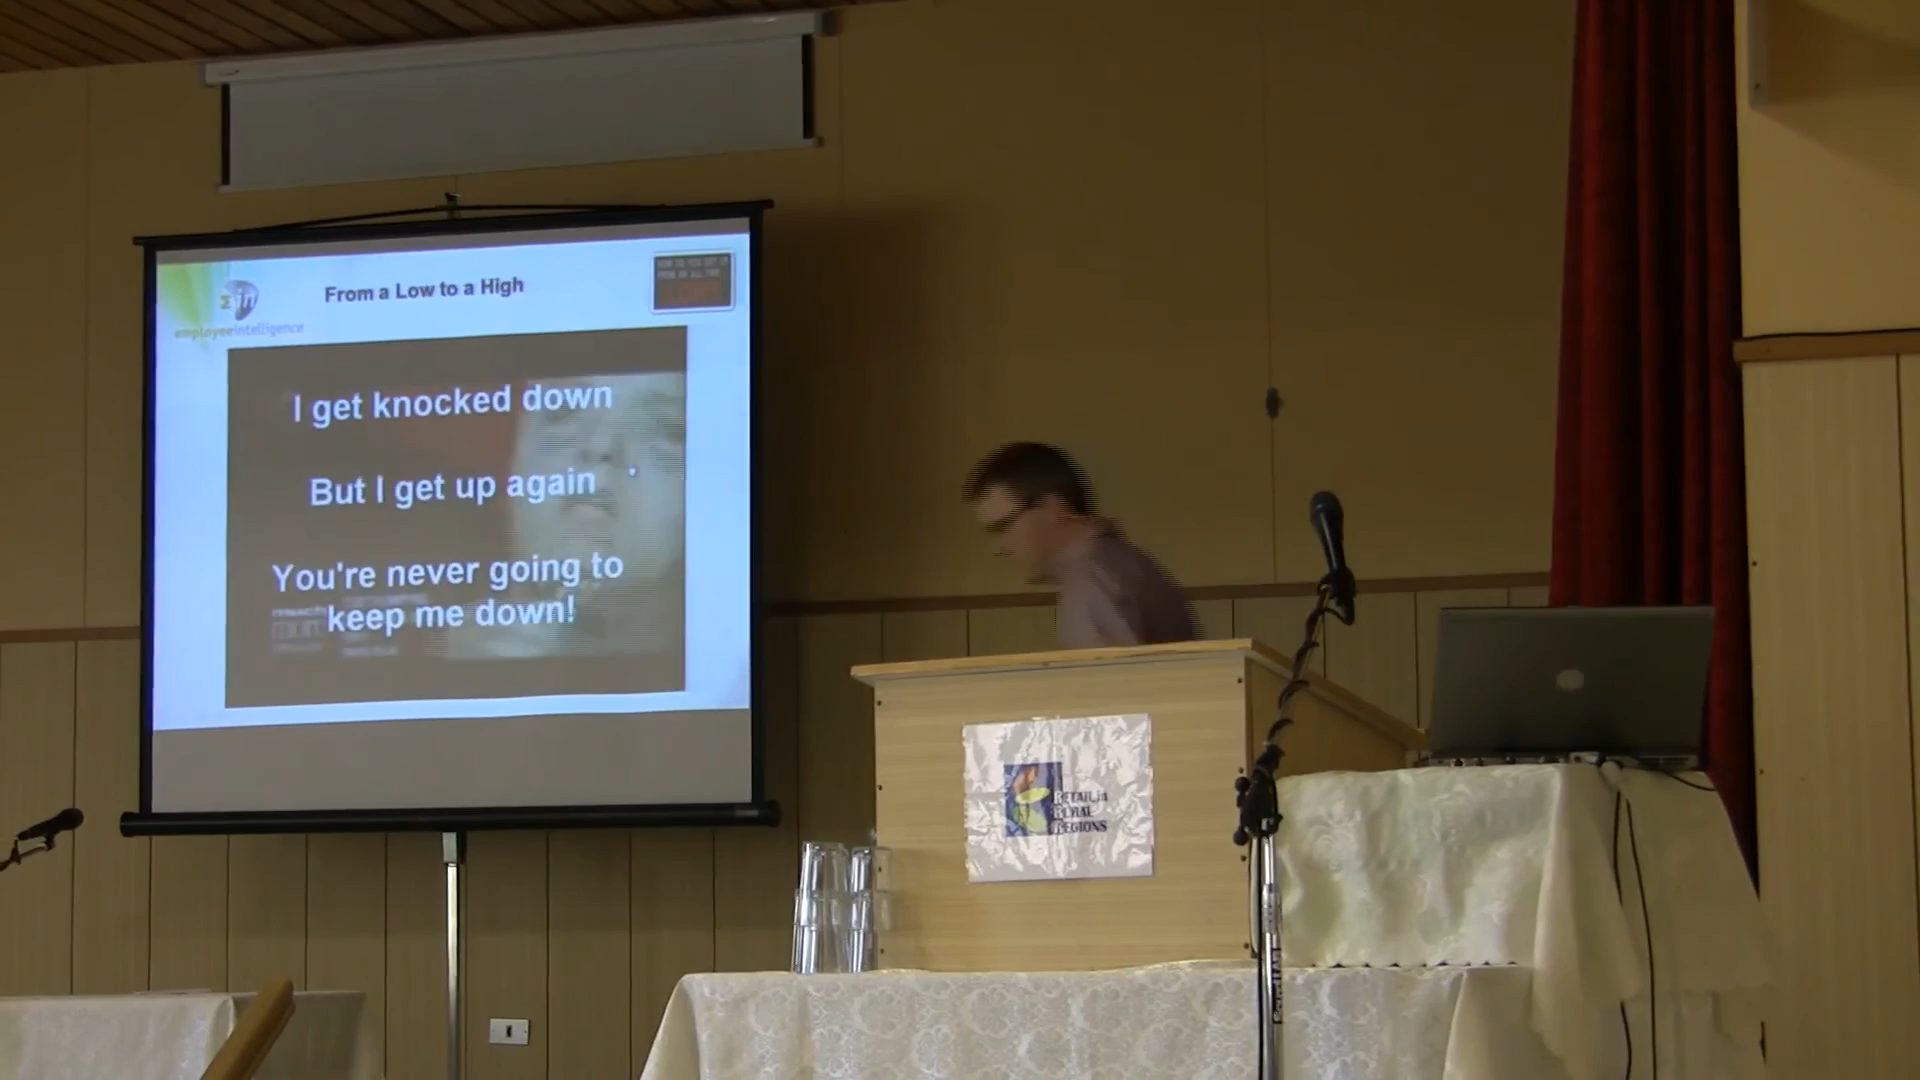 From a Low to a High
employeeintelligence
I get knocked down
But I get up again
You're never going to
keep me down!
RETAIL in
RURAL
REGIONS